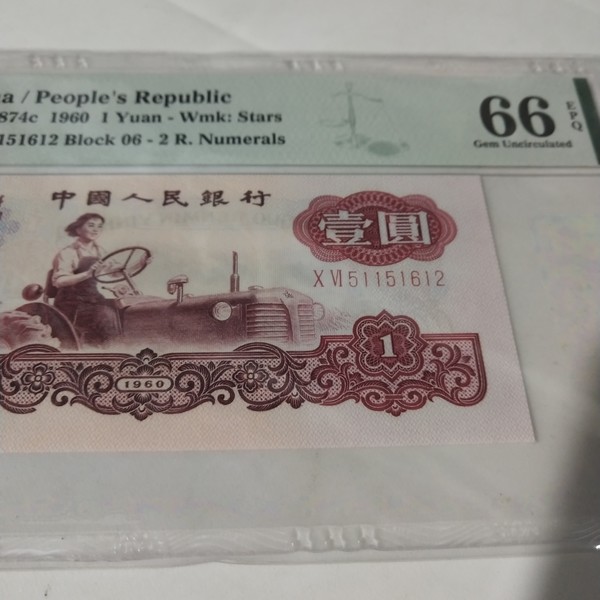 a / People's Republic
874c 1960 1 Yuan - Wmk: Stars
151612 Block 06 - 2 R. Numerals
66
EPQ
Gem Uncirculated
中國人民銀行
壹圓
X VI 51151612
1
1960